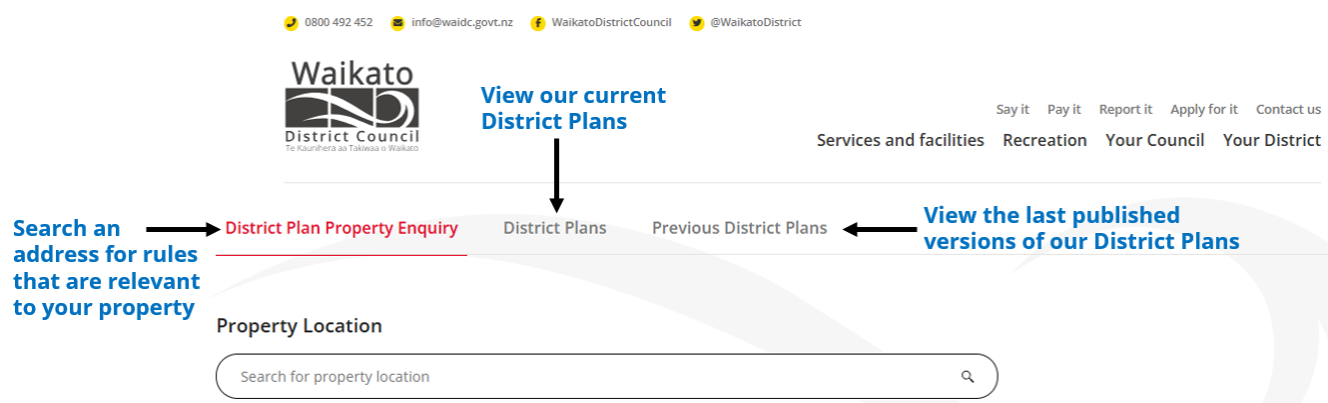 0800 492 452 info@waidc.govt.nz WaikatoDistrictCouncil @WaikatoDistrict
Waikato
District Council
Te Kaunihera aa Takiwaa o Waikato
View our current
District Plans
Say it Pay it Report it Apply for it Contact us
Services and facilities Recreation Your Council Your District
Search an
address for rules
that are relevant
to your property
District Plan Property Enquiry District Plans Previous District Plans
View the last published
versions of our District Plans
Property Location
Search for property location